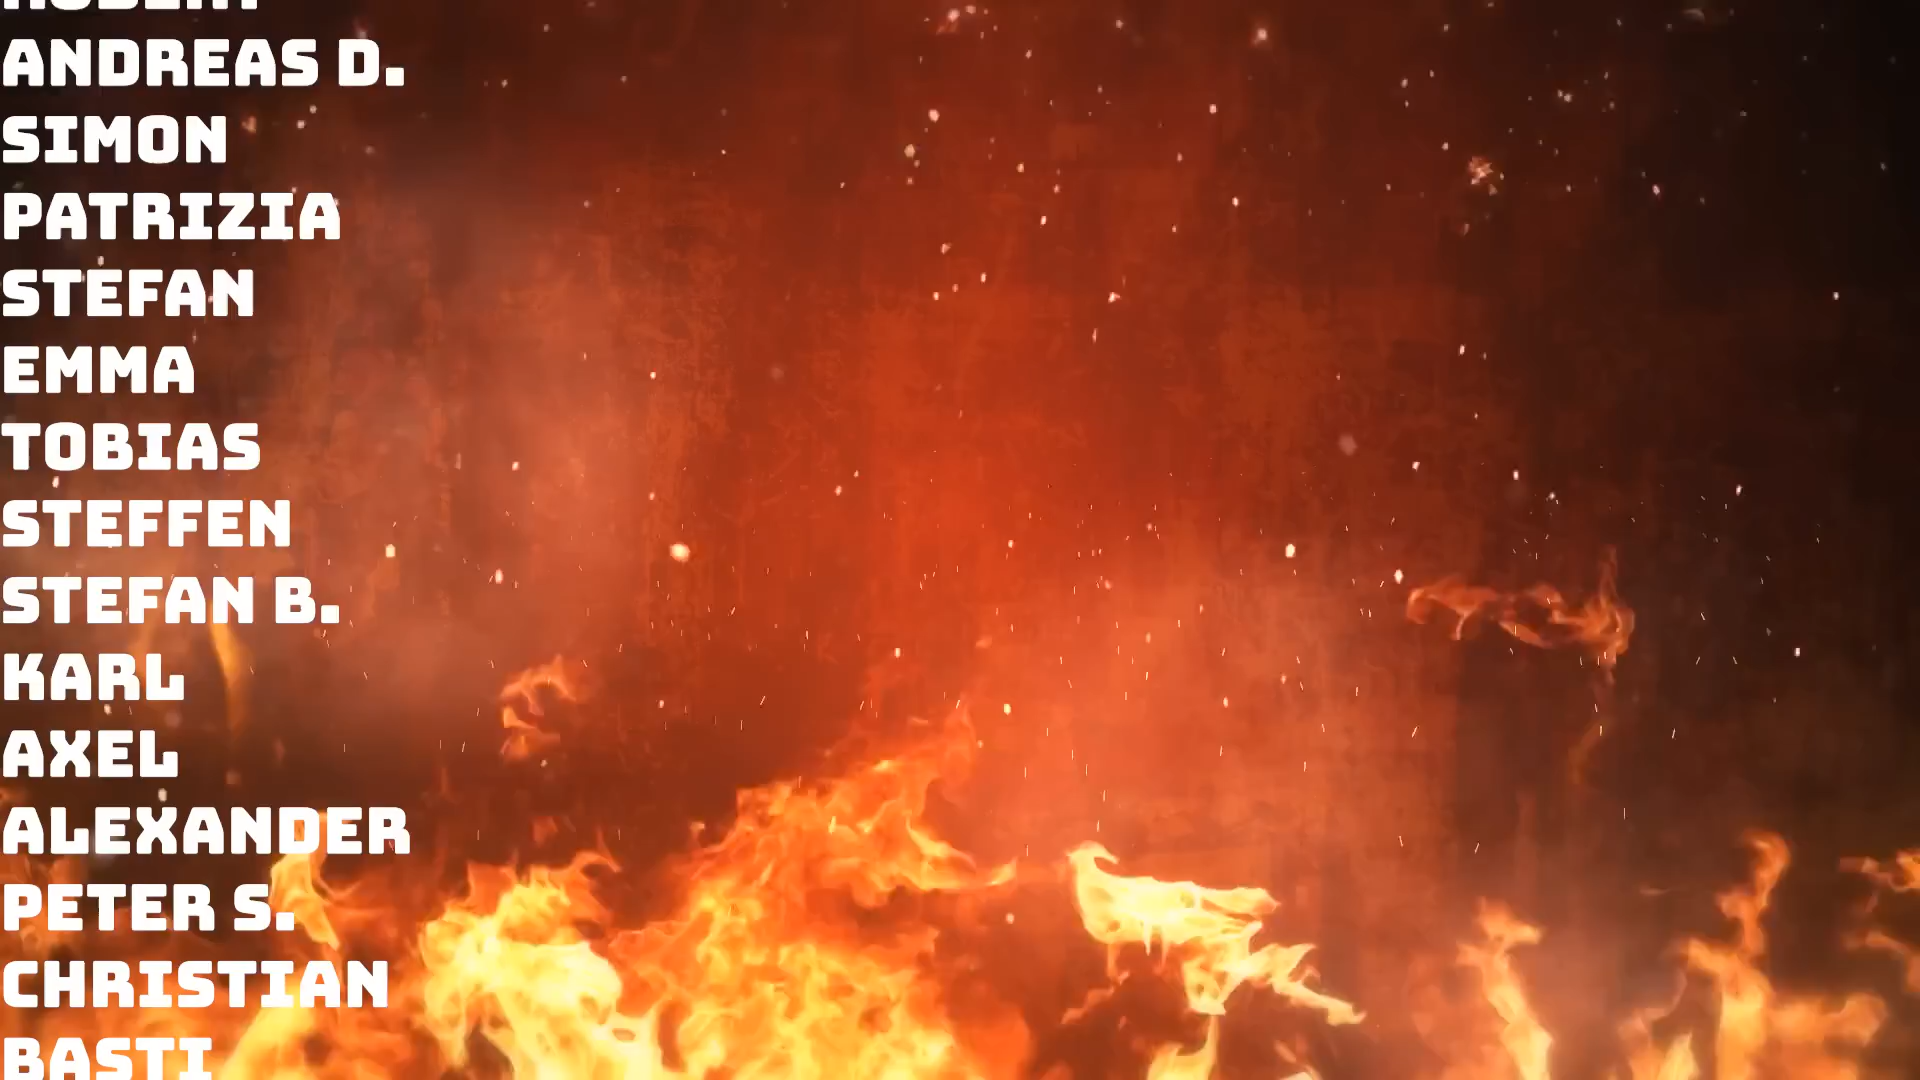 ANDREAS D.
SIMON
PATRIZIA
STEFAN
EMMA
TOBIAS
STEFFEN
STEFAN B.
KARL
AXEL
ALEXANDER
PETER S.
CHRISTIAN
BASTI